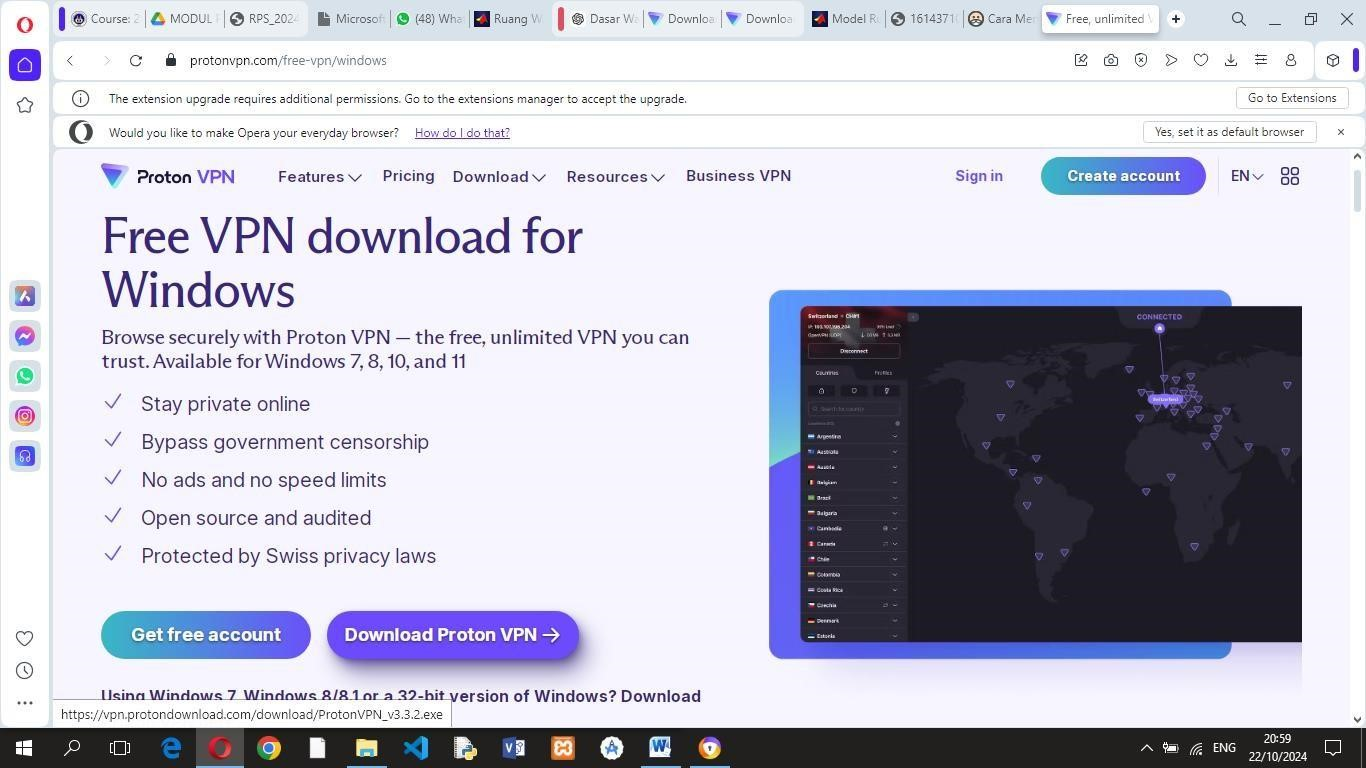 Course: 2
MODUL P
RPS_2024
Microsof
(48) Wha
Ruang W
Dasar Wa
Downloa
Downloa
Model Ru
1614371
Cara Mer
Free, unlimited V
protonvpn.com/free-vpn/windows
The extension upgrade requires additional permissions. Go to the extensions manager to accept the upgrade.
Go to Extensions
Would you like to make Opera your everyday browser?
How do I do that?
Yes, set it as default browser
Proton VPN
Features
Pricing
Download
Resources
Business VPN
Sign in
Create account
EN
Free VPN download for
Windows
Browse securely with Proton VPN — the free, unlimited VPN you can
trust. Available for Windows 7, 8, 10, and 11
Stay private online
Bypass government censorship
No ads and no speed limits
Open source and audited
Protected by Swiss privacy laws
Get free account
Download Proton VPN →
Using Windows 7, Windows 8/8.1 or a 32-bit version of Windows? Download
Disconnect
Countries
Profiles
Search for country
Argentina
Australia
Austria
Belgium
Brazil
Bulgaria
Cambodia
Canada
Chile
Colombia
Costa Rica
Czechia
Denmark
Estonia
CONNECTED
Switzerland
https://vpn.protondownload.com/download/ProtonVPN_v3.3.2.exe
ENG
20:59
22/10/2024